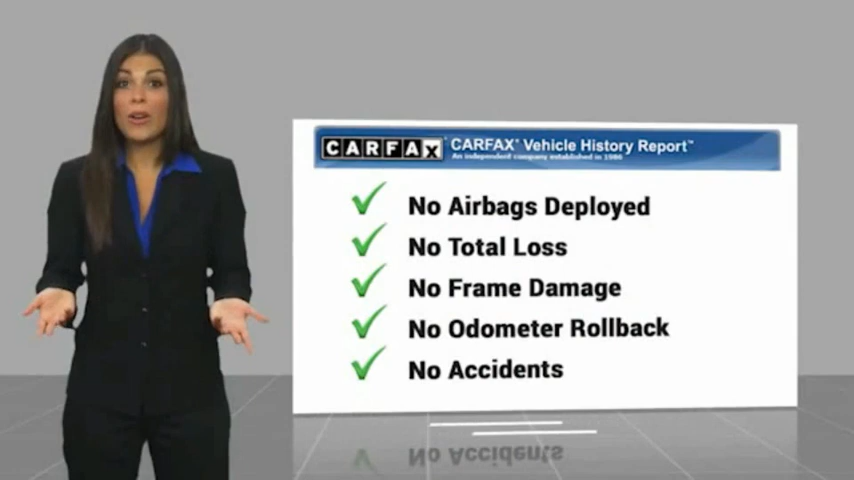 CARFAX CARFAX® Vehicle History Report™
An independent company established in 1986
No Airbags Deployed
No Total Loss
No Frame Damage
No Odometer Rollback
No Accidents
No Accidents